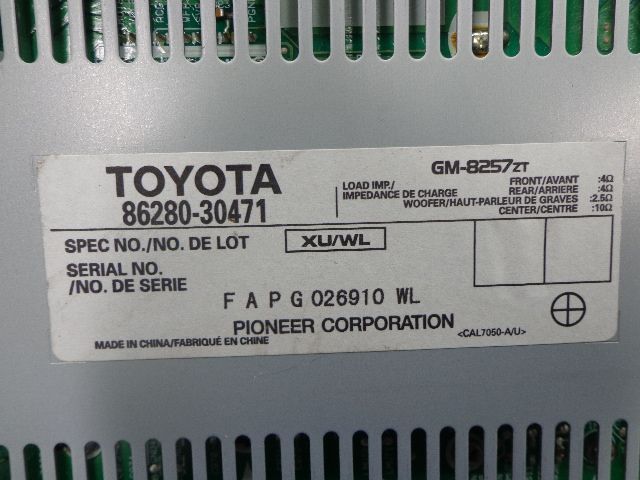 TOYOTA
86280-30471
GM-8257ZT
LOAD IMP./
IMPEDANCE DE CHARGE
FRONT/AVANT :4Ω
REAR/ARRIERE :4Ω
WOOFER/HAUT-PARLEUR DE GRAVES :2.5Ω
CENTER/CENTRE :10Ω
SPEC NO./NO. DE LOT XU/WL
SERIAL NO.
/NO. DE SERIE
FAPG026910 WL
PIONEER CORPORATION
MADE IN CHINA/FABRIQUÉ EN CHINE
<CAL7050-A/U>